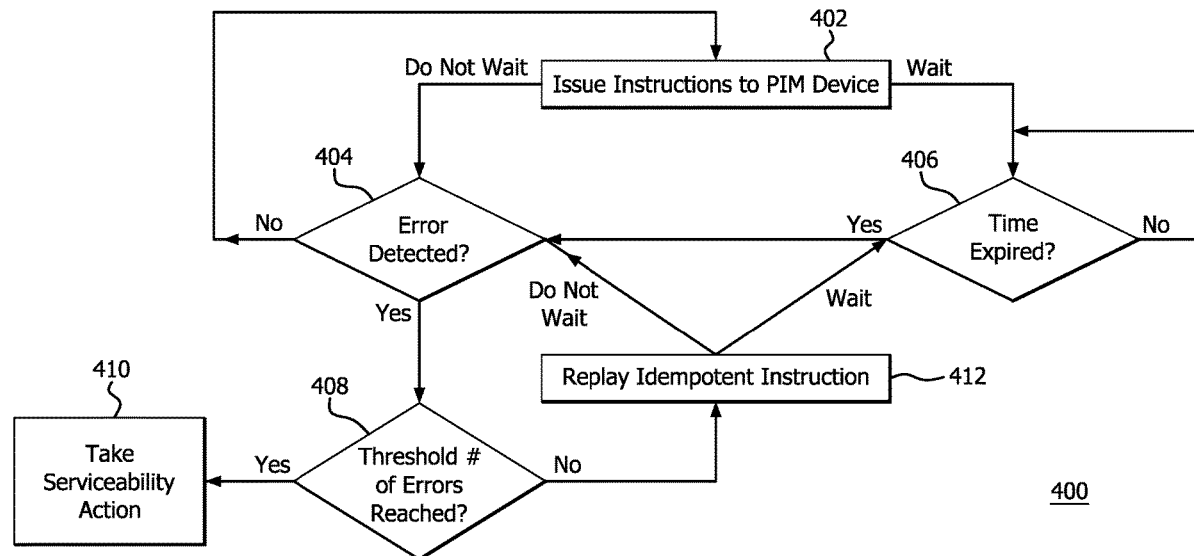 402
Do Not Wait
Issue Instructions to PIM Device
Wait
404
406
No
Error
Detected?
Yes
Time
Expired?
No
Yes
Do Not
Wait
Wait
410
408
Replay Idempotent Instruction
412
Take
Serviceability
Action
Yes
Threshold #
of Errors
Reached?
No
400